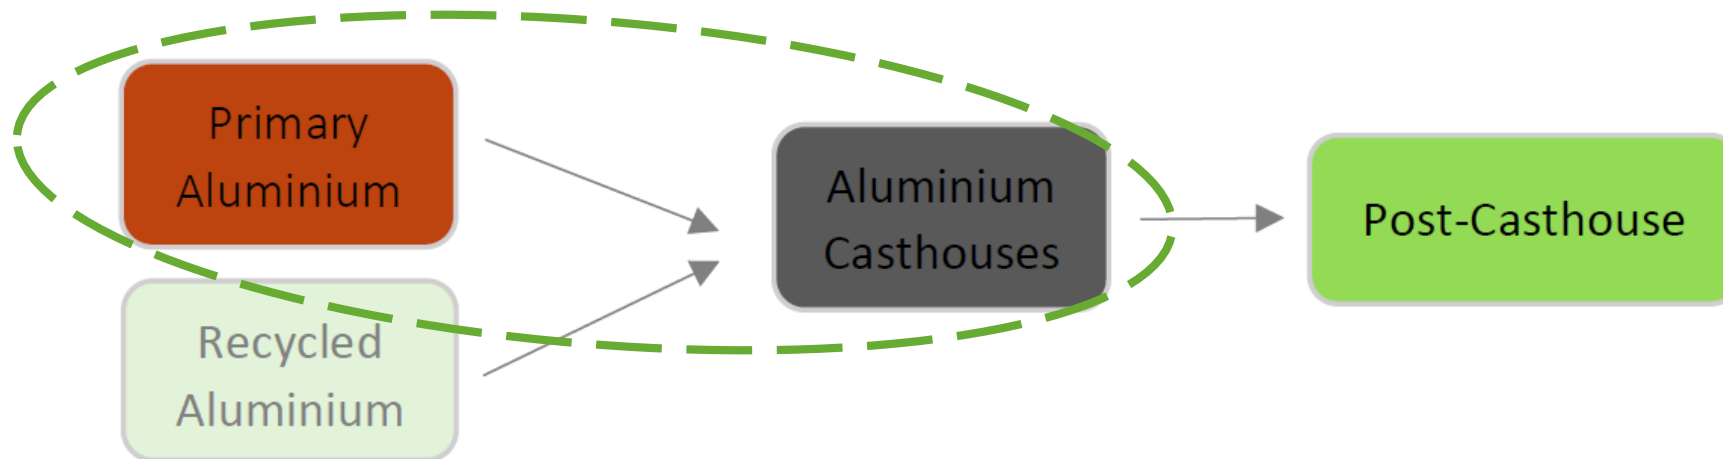 Primary
Aluminium
Recycled
Aluminium
Aluminium
Casthouses
Post-Casthouse